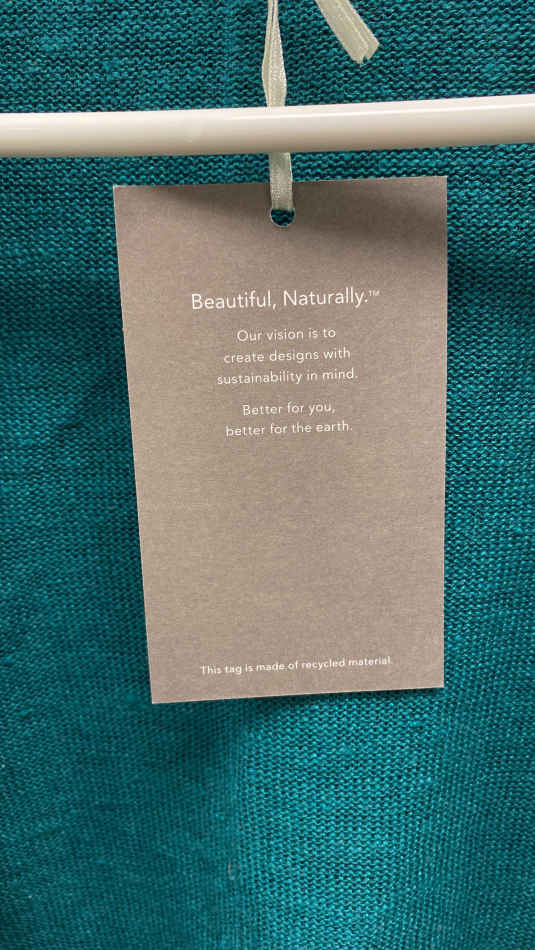 Beautiful, Naturally.™
Our vision is to
create designs with
sustainability in mind.
Better for you,
better for the earth.
This tag is made of recycled material.